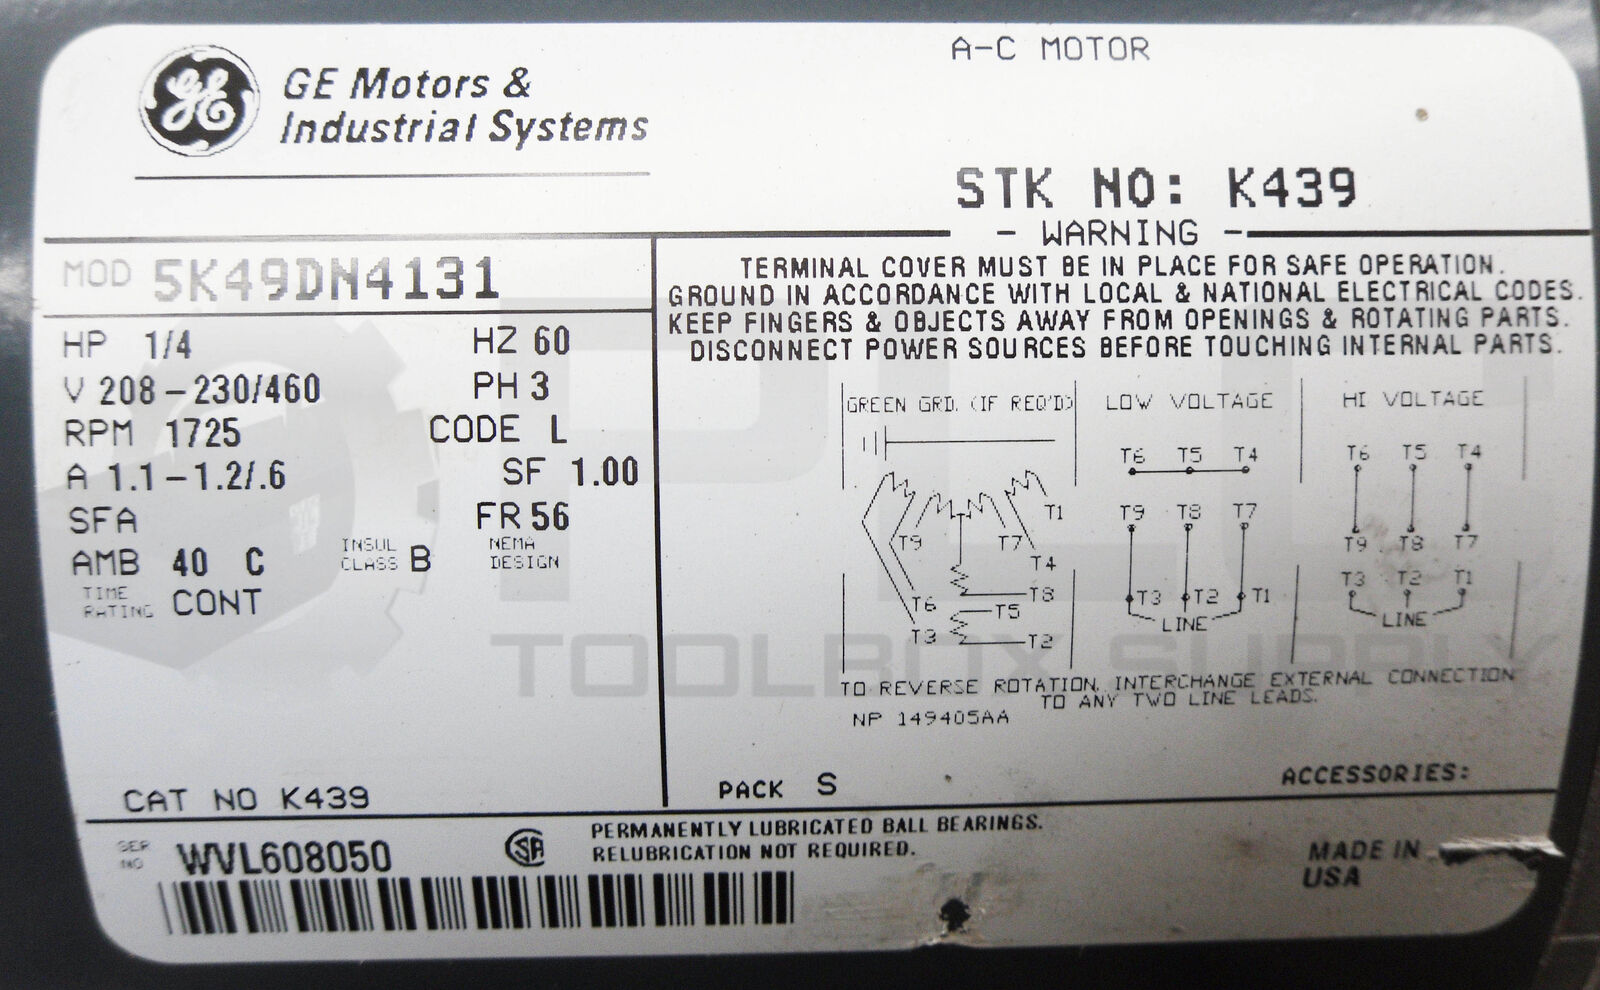 A-C MOTOR
GE
GE Motors &
Industrial Systems
STK NO: K439
- WARNING -
TERMINAL COVER MUST BE IN PLACE FOR SAFE OPERATION.
GROUND IN ACCORDANCE WITH LOCAL & NATIONAL ELECTRICAL CODES.
KEEP FINGERS & OBJECTS AWAY FROM OPENINGS & ROTATING PARTS.
DISCONNECT POWER SOURCES BEFORE TOUCHING INTERNAL PARTS.
MOD 5K49DN4131
HP 1/4 HZ 60
V 208-230/460 PH 3
RPM 1725 CODE L
A 1.1-1.2/.6 SF 1.00
SFA FR 56
AMB 40 C INSUL CLASS B NEMA DESIGN
TIME RATING CONT
GREEN GRD. (IF REQ'D)
T1
T9 T7
T4
T8
T6 T5
T3 T2
LOW VOLTAGE
T6 T5 T4
T9 T8 T7
T3 T2 T1
LINE
HI VOLTAGE
T6 T5 T4
T9 T8 T7
T3 T2 T1
LINE
TO REVERSE ROTATION, INTERCHANGE EXTERNAL CONNECTION
TO ANY TWO LINE LEADS.
NP 149405AA
CAT NO K439
PACK S
ACCESSORIES:
SER NO WVL608050
SA
PERMANENTLY LUBRICATED BALL BEARINGS.
RELUBRICATION NOT REQUIRED.
MADE IN
USA
PLC
TOOLBOX SUPPLY